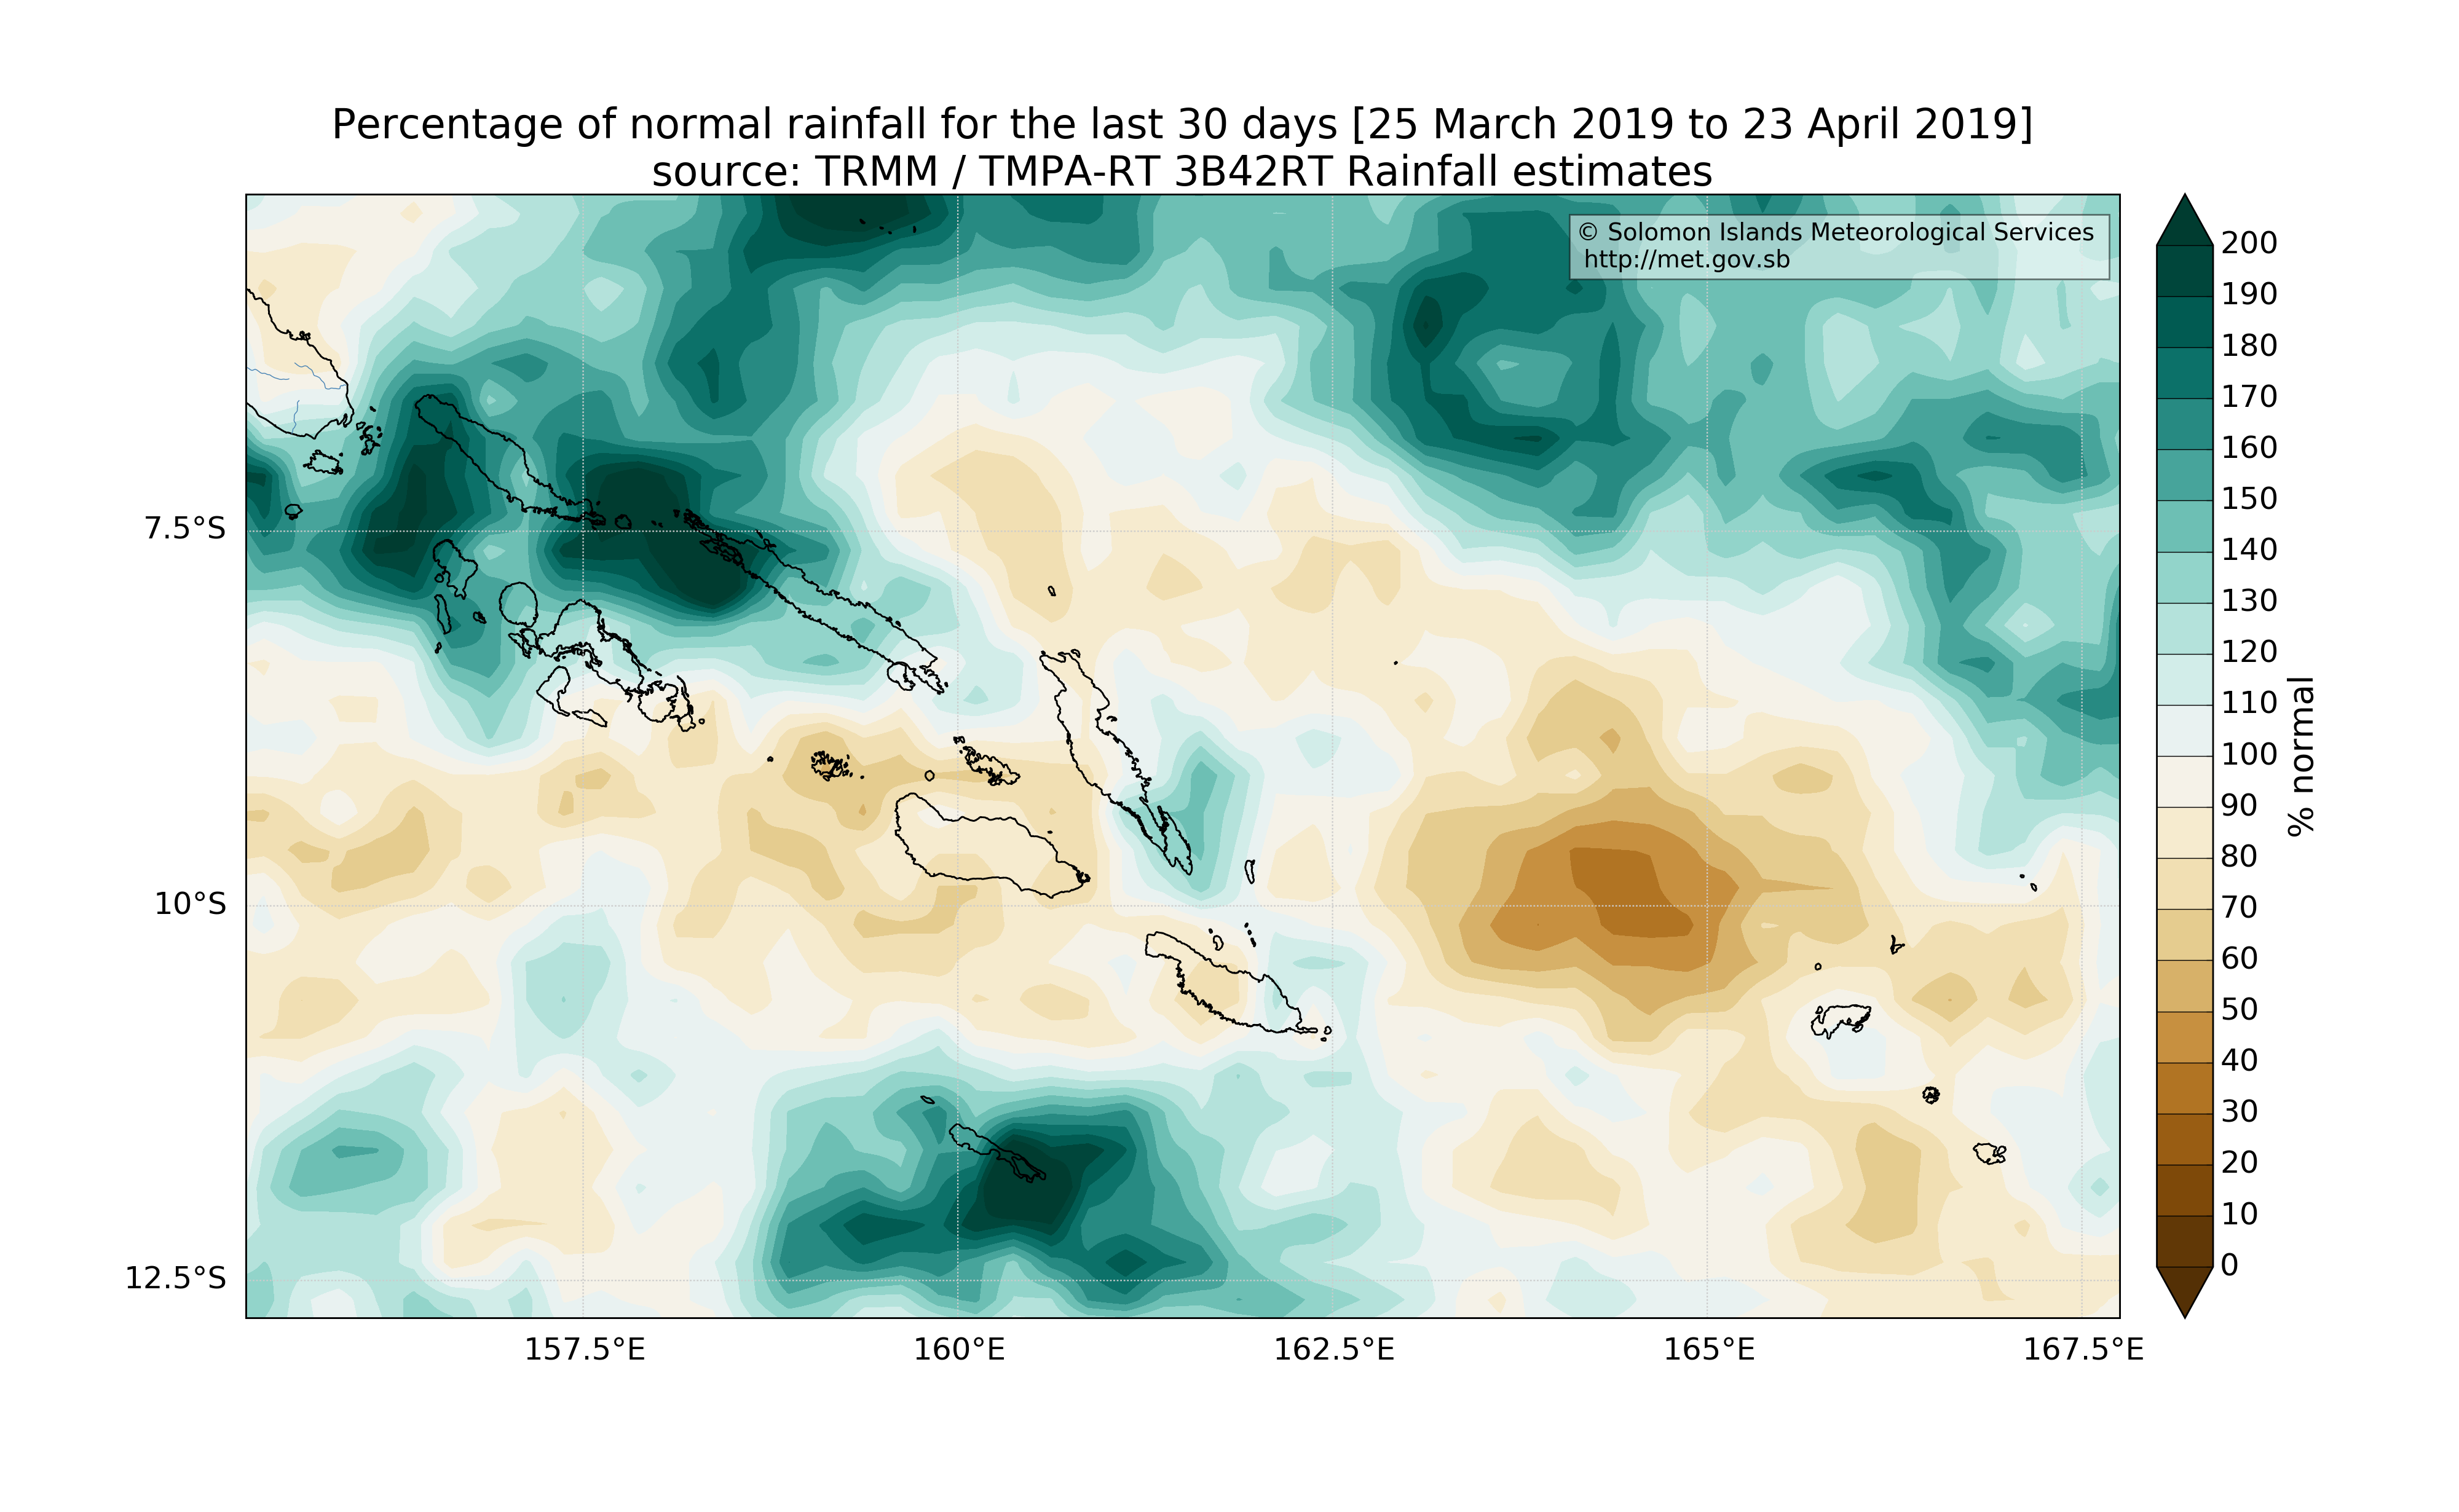 Percentage of normal rainfall for the last 30 days [25 March 2019 to 23 April 2019]
source: TRMM / TMPA-RT 3B42RT Rainfall estimates
© Solomon Islands Meteorological Services
http://met.gov.sb
7.5°S
10°S
12.5°S
157.5°E
160°E
162.5°E
165°E
167.5°E
200
190
180
170
160
150
140
130
120
110
100
90
80
70
60
50
40
30
20
10
0
% normal